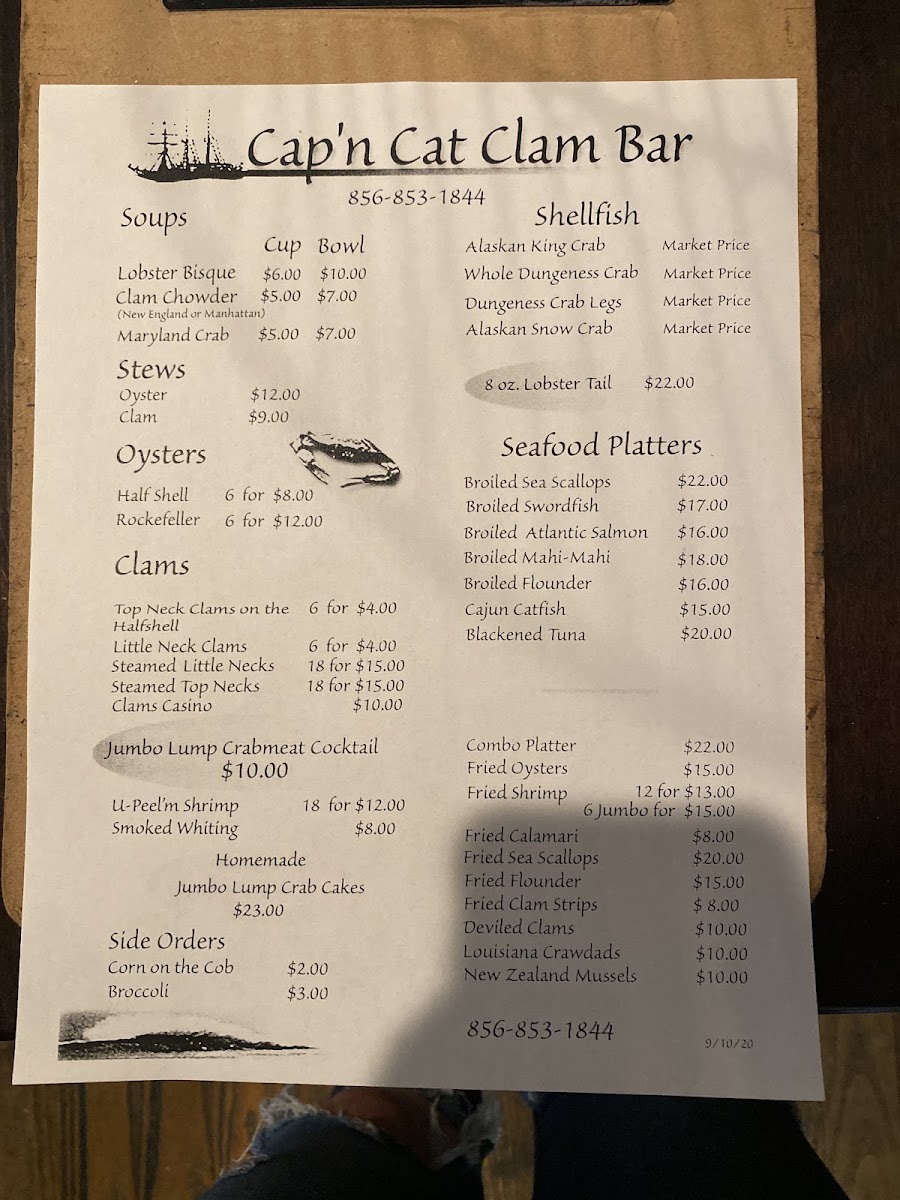 Cap'n Cat Clam Bar
856-853-1844
Soups
Cup Bowl
Lobster Bisque $6.00 $10.00
Clam Chowder $5.00 $7.00
(New England or Manhattan)
Maryland Crab $5.00 $7.00
Stews
Oyster $12.00
Clam $9.00
Oysters
Half Shell 6 for $8.00
Rockefeller 6 for $12.00
Clams
Top Neck Clams on the 6 for $4.00
Halfshell
Little Neck Clams 6 for $4.00
Steamed Little Necks 18 for $15.00
Steamed Top Necks 18 for $15.00
Clams Casino $10.00
Jumbo Lump Crabmeat Cocktail
$10.00
U-Peel'm Shrimp 18 for $12.00
Smoked Whiting $8.00
Homemade
Jumbo Lump Crab Cakes
$23.00
Side Orders
Corn on the Cob $2.00
Broccoli $3.00
Shellfish
Alaskan King Crab Market Price
Whole Dungeness Crab Market Price
Dungeness Crab Legs Market Price
Alaskan Snow Crab Market Price
8 oz. Lobster Tail $22.00
Seafood Platters
Broiled Sea Scallops $22.00
Broiled Swordfish $17.00
Broiled Atlantic Salmon $16.00
Broiled Mahi-Mahi $18.00
Broiled Flounder $16.00
Cajun Catfish $15.00
Blackened Tuna $20.00
Combo Platter $22.00
Fried Oysters $15.00
Fried Shrimp 12 for $13.00
6 Jumbo for $15.00
Fried Calamari $8.00
Fried Sea Scallops $20.00
Fried Flounder $15.00
Fried Clam Strips $ 8.00
Deviled Clams $10.00
Louisiana Crawdads $10.00
New Zealand Mussels $10.00
856-853-1844
9/10/20